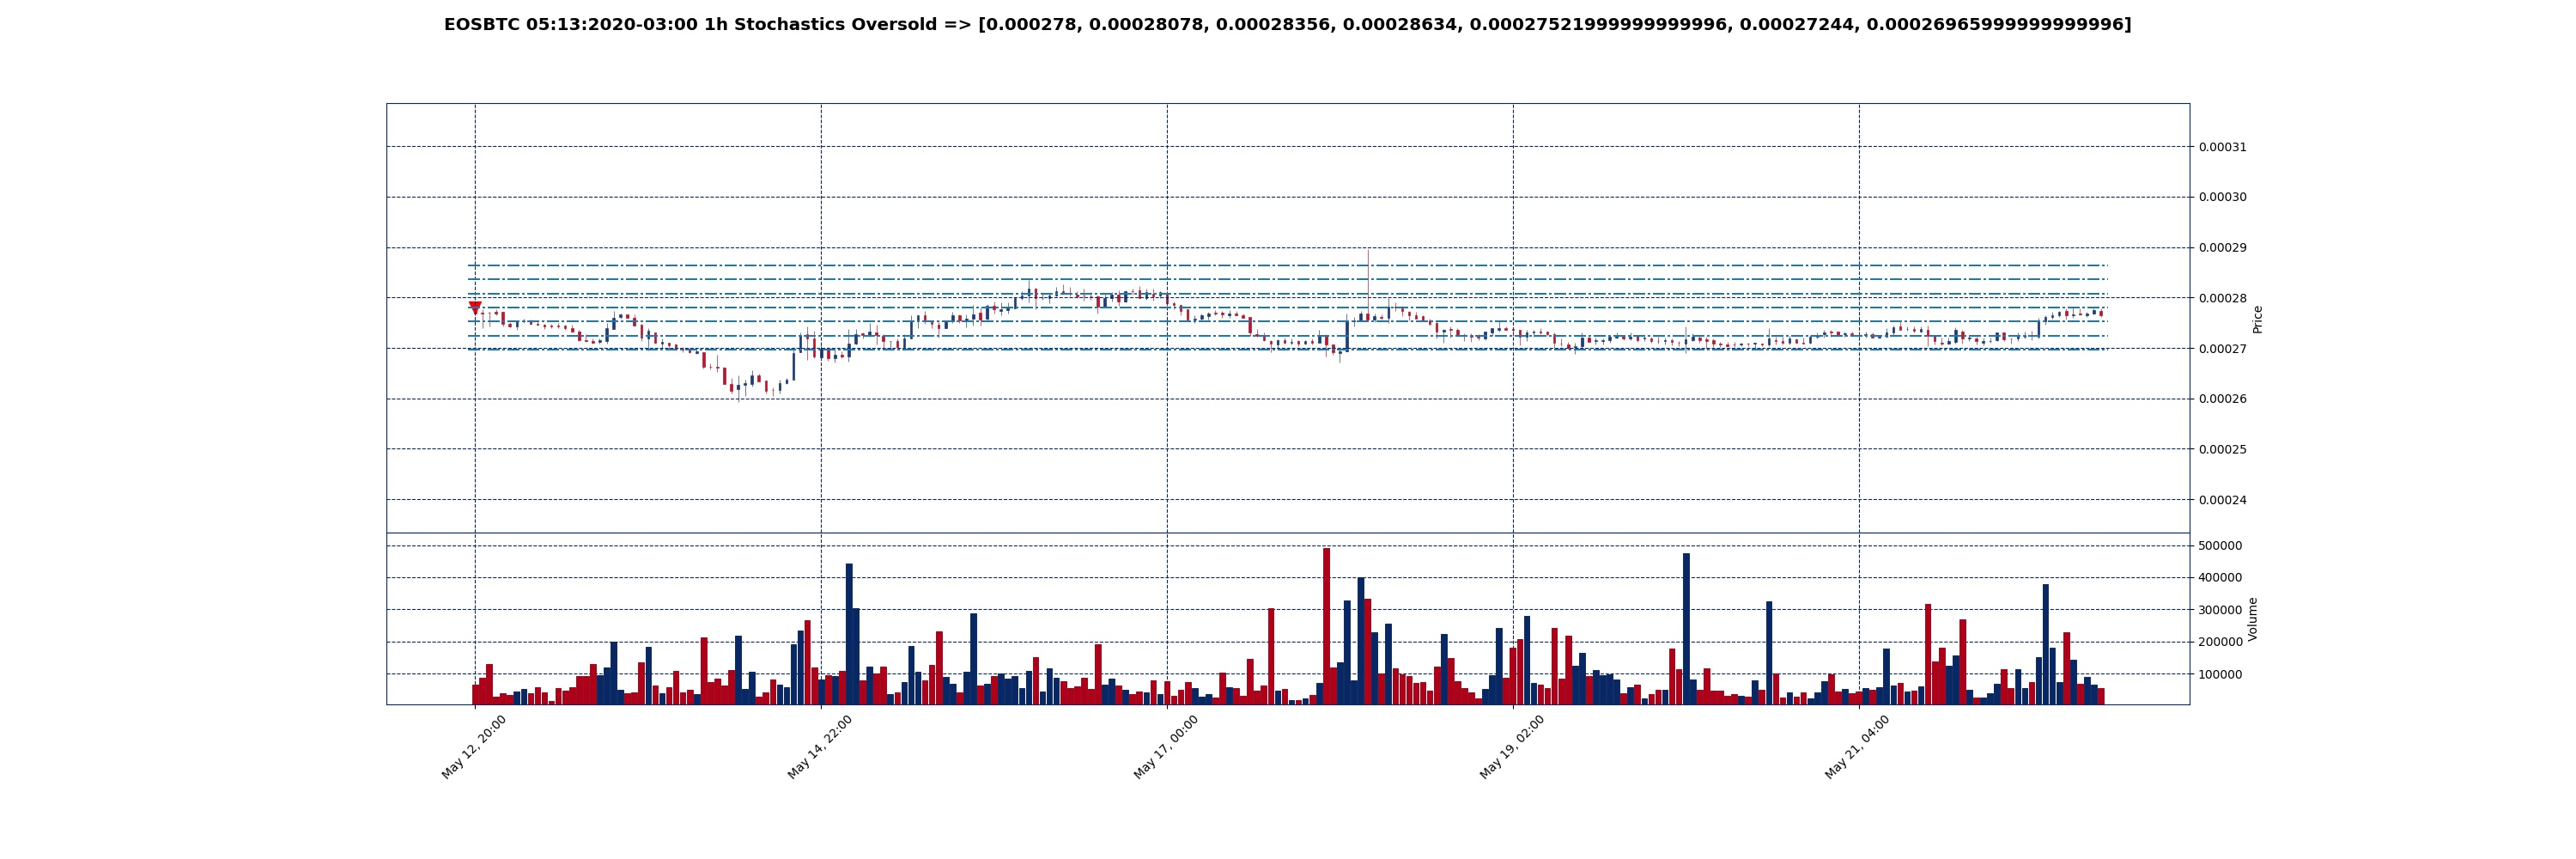 EOSBTC 05:13:2020-03:00 1h Stochastics Oversold => [0.000278, 0.00028078, 0.00028356, 0.00028634, 0.00027521999999999996, 0.00027244, 0.00026965999999999996]
0.00031
0.00030
0.00029
0.00028
0.00027
0.00026
0.00025
0.00024
Price
500000
400000
300000
200000
100000
Volume
May 12, 20:00
May 14, 22:00
May 17, 00:00
May 19, 02:00
May 21, 04:00